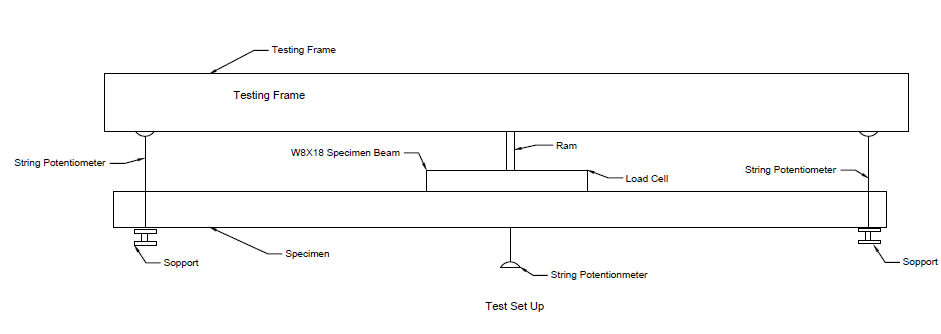 Testing Frame
Testing Frame
W8X18 Specimen Beam
Ram
String Potentiometer
String Potentiometer
Load Cell
Specimen
Sopport
Sopport
String Potentionmeter
Test Set Up